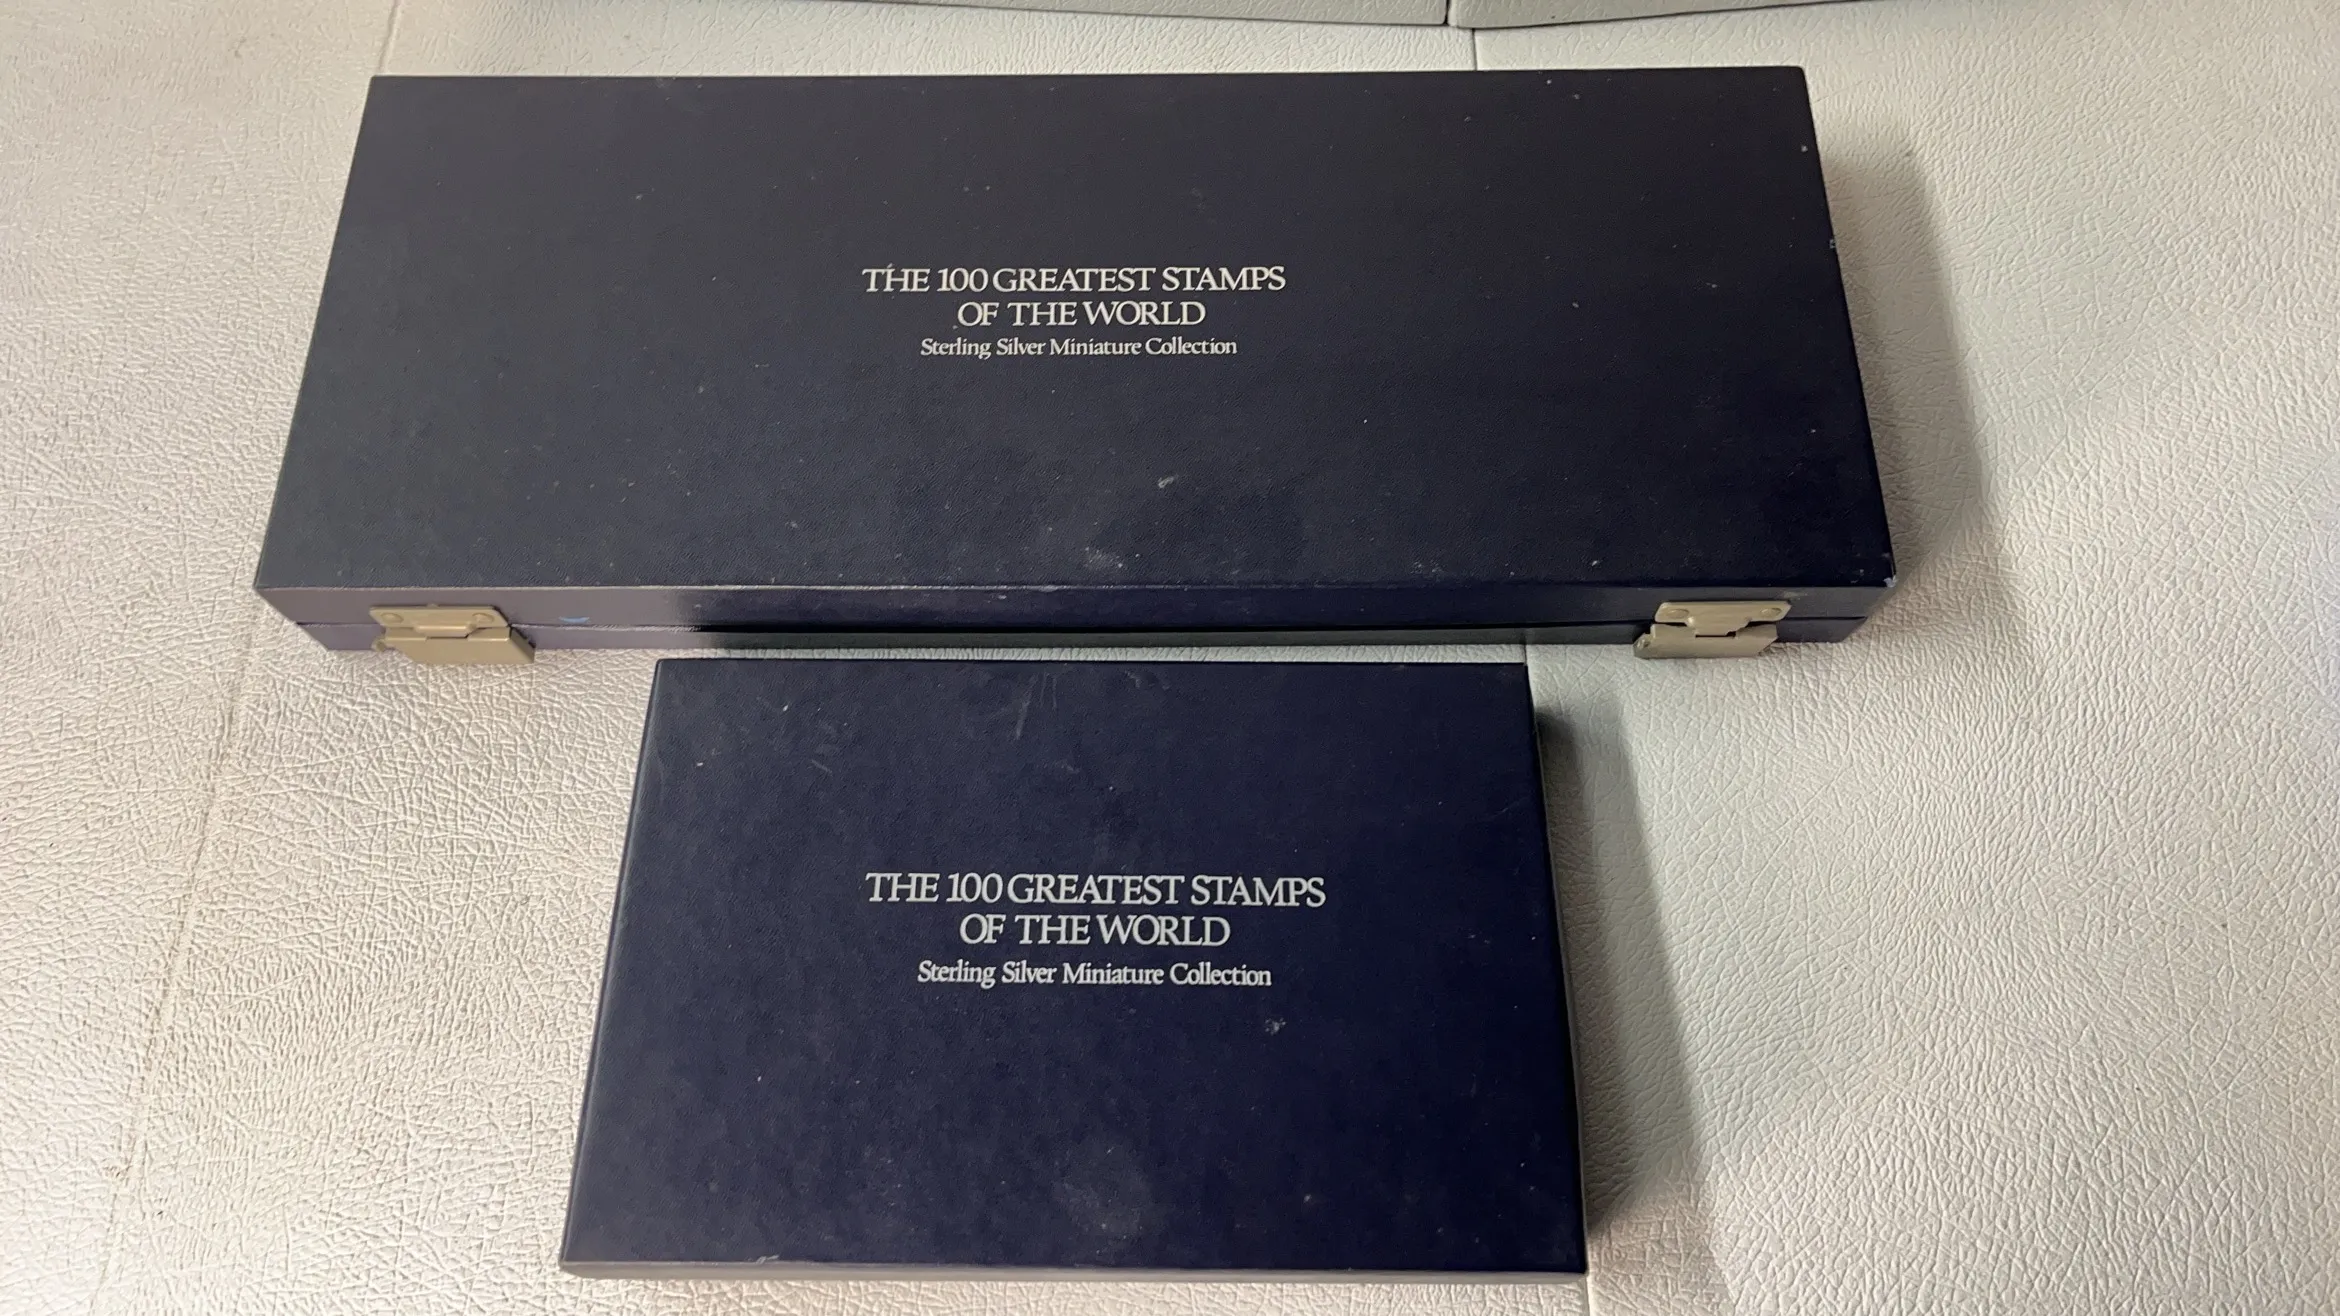 THE 100 GREATEST STAMPS
OF THE WORLD
Sterling Silver Miniature Collection
THE 100 GREATEST STAMPS
OF THE WORLD
Sterling Silver Miniature Collection